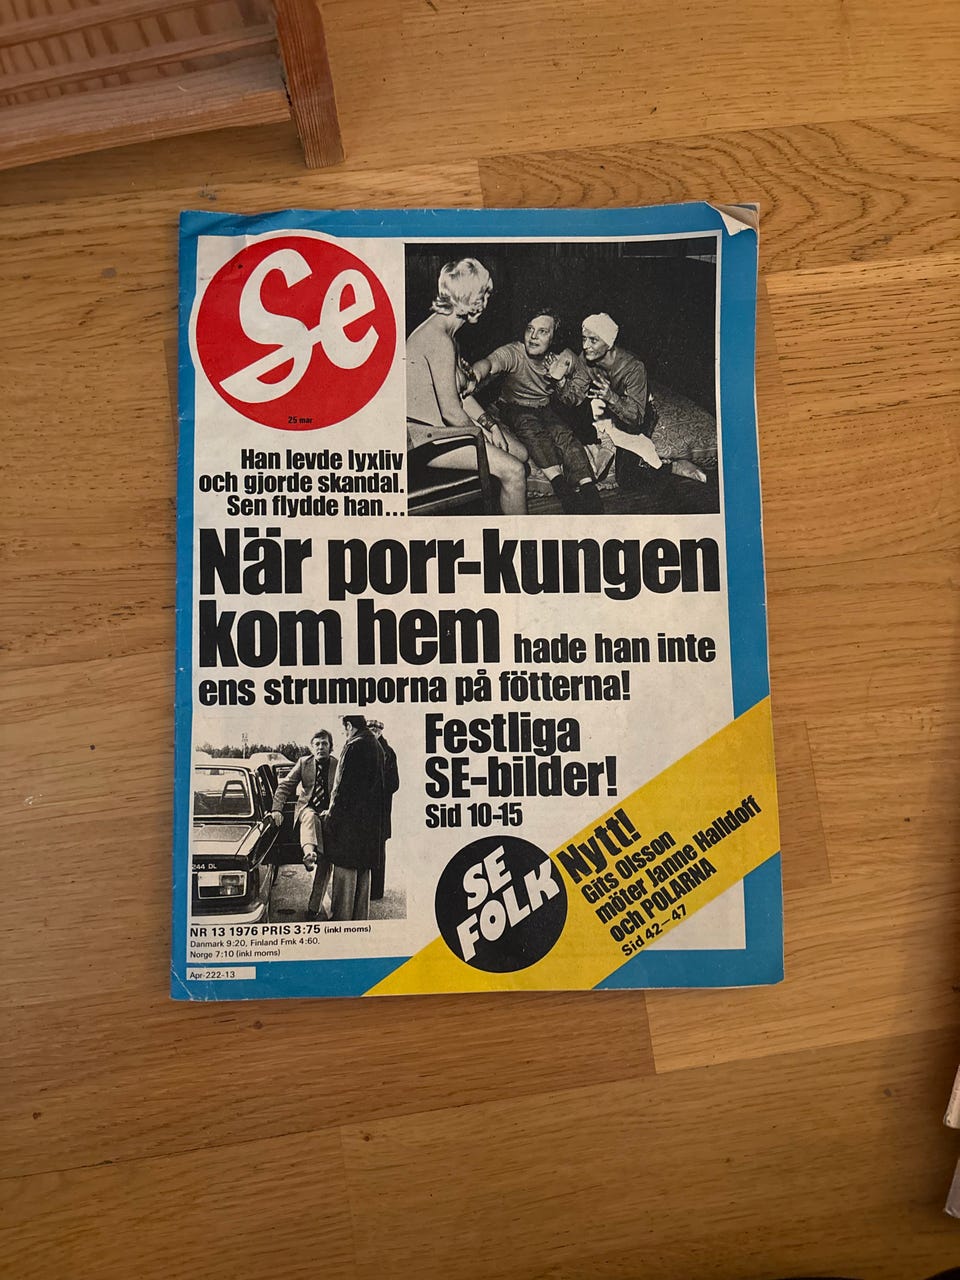 Se
25 mar
Han levde lyxliv
och gjorde skandal.
Sen flydde han...
När porr-kungen
kom hem hade han inte
ens strumporna på fötterna!
Festliga
SE-bilder!
Sid 10-15
244 DL
SE
FOLK
Nytt!
Gits Olsson
möter Janne Halldoff
och POLARNA
Sid 42–47
NR 13 1976 PRIS 3:75 (inkl moms)
Danmark 9:20, Finland Fmk 4:60.
Norge 7:10 (inkl moms)
Apr-222-13